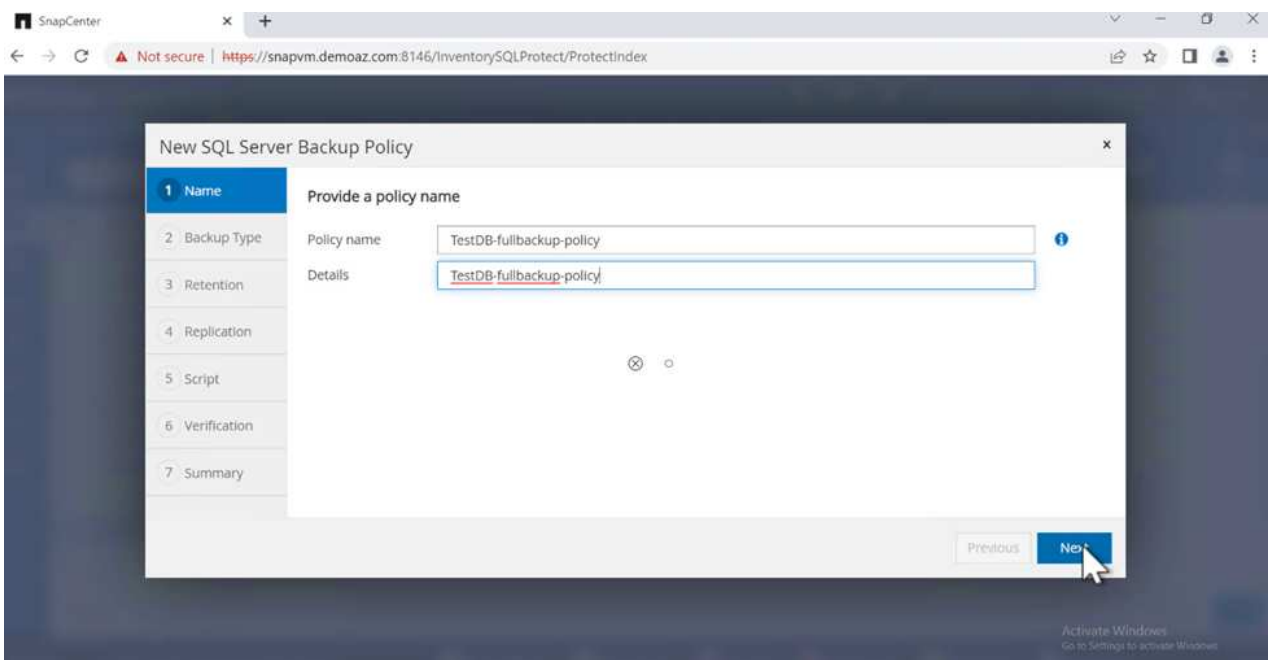 SnapCenter
Not secure | https://snapvm.demoaz.com:8146/InventorySQLProtect/ProtectIndex
New SQL Server Backup Policy
1 Name
Provide a policy name
2 Backup Type
Policy name
TestDB-fullbackup-policy
Details
TestDB-fullbackup-policy
3 Retention
4 Replication
5 Script
6 Verification
7 Summary
Previous
Next
Activate Windows
Go to Settings to activate Windows.